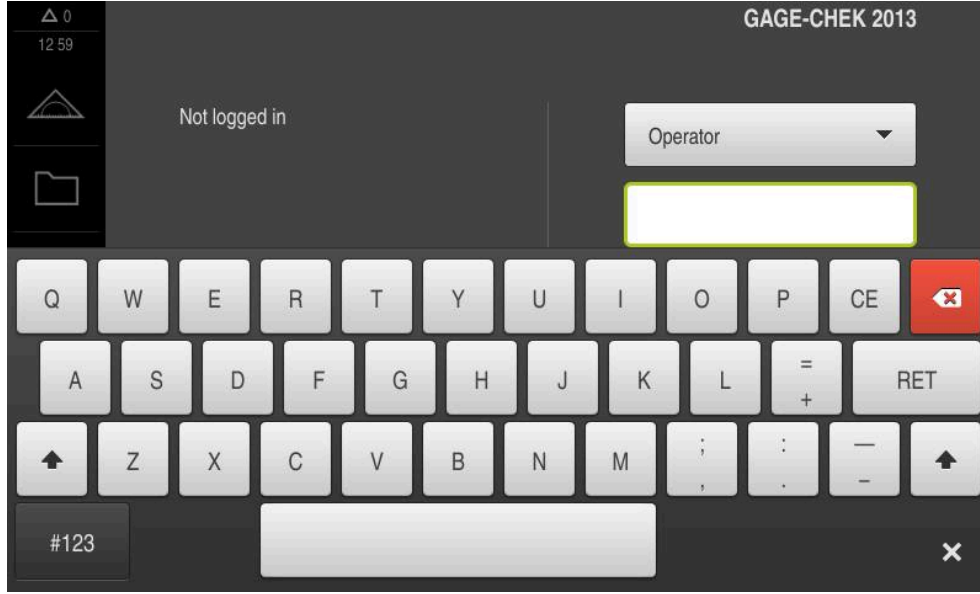 0
GAGE-CHEK 2013
12 59
Not logged in
Operator
Q W E R T Y U I O P CE
A S D F G H J K L = + RET
Z X C V B N M ; , : . — –
#123